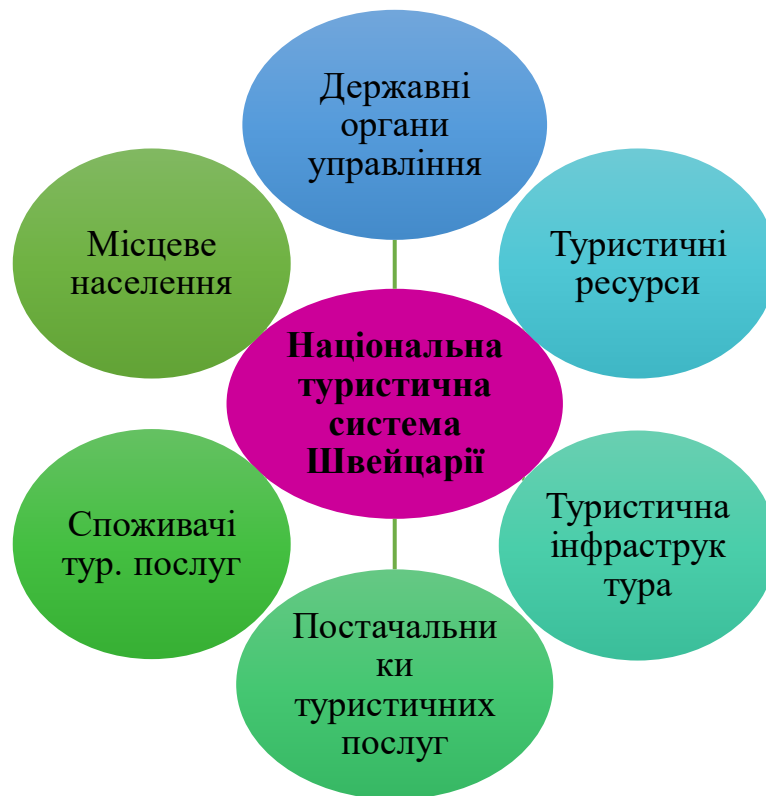 Державні
органи
управління
Туристичні
ресурси
Туристична
інфраструк
тура
Постачальни
ки
туристичних
послуг
Споживачі
тур. послуг
Місцеве
населення
Національна
туристична
система
Швейцарії